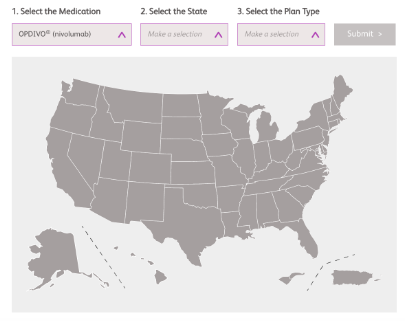 1. Select the Medication 2. Select the State 3. Select the Plan Type
OPDIVO® (nivolumab) Make a selection Make a selection Submit >